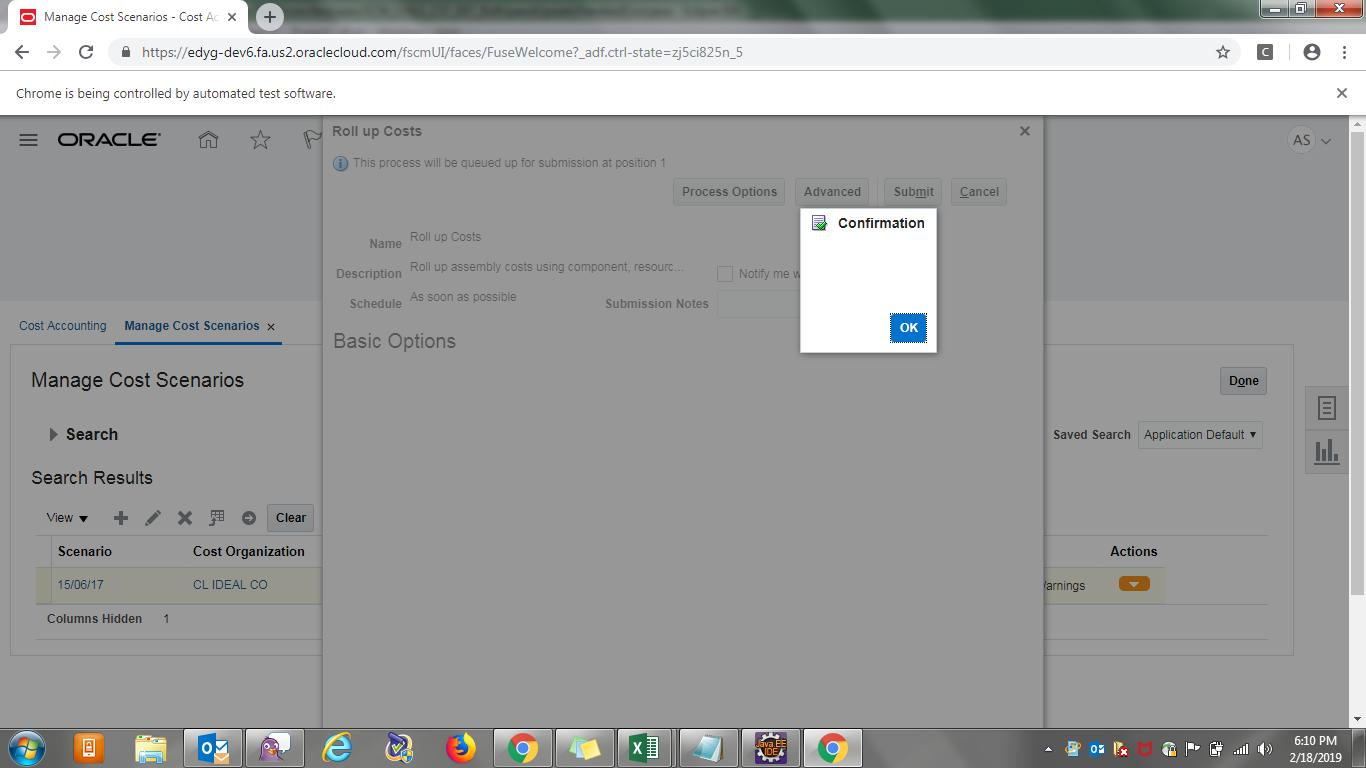 Manage Cost Scenarios - Cost Ac
https://edyg-dev6.fa.us2.oraclecloud.com/fscmUI/faces/FuseWelcome?_adf.ctrl-state=zj5ci825n_5
C
Chrome is being controlled by automated test software.
ORACLE
AS
Roll up Costs
This process will be queued up for submission at position 1
Process Options
Advanced
Submit
Cancel
Confirmation
OK
Name
Roll up Costs
Description
Roll up assembly costs using component, resourc...
Notify me w
Schedule
As soon as possible
Submission Notes
Basic Options
Cost Accounting
Manage Cost Scenarios
Manage Cost Scenarios
Done
Search
Saved Search
Application Default
Search Results
View
Clear
Scenario
Cost Organization
Actions
15/06/17
CL IDEAL CO
arnings
Columns Hidden 1
Java EE
IDE
6:10 PM
2/18/2019